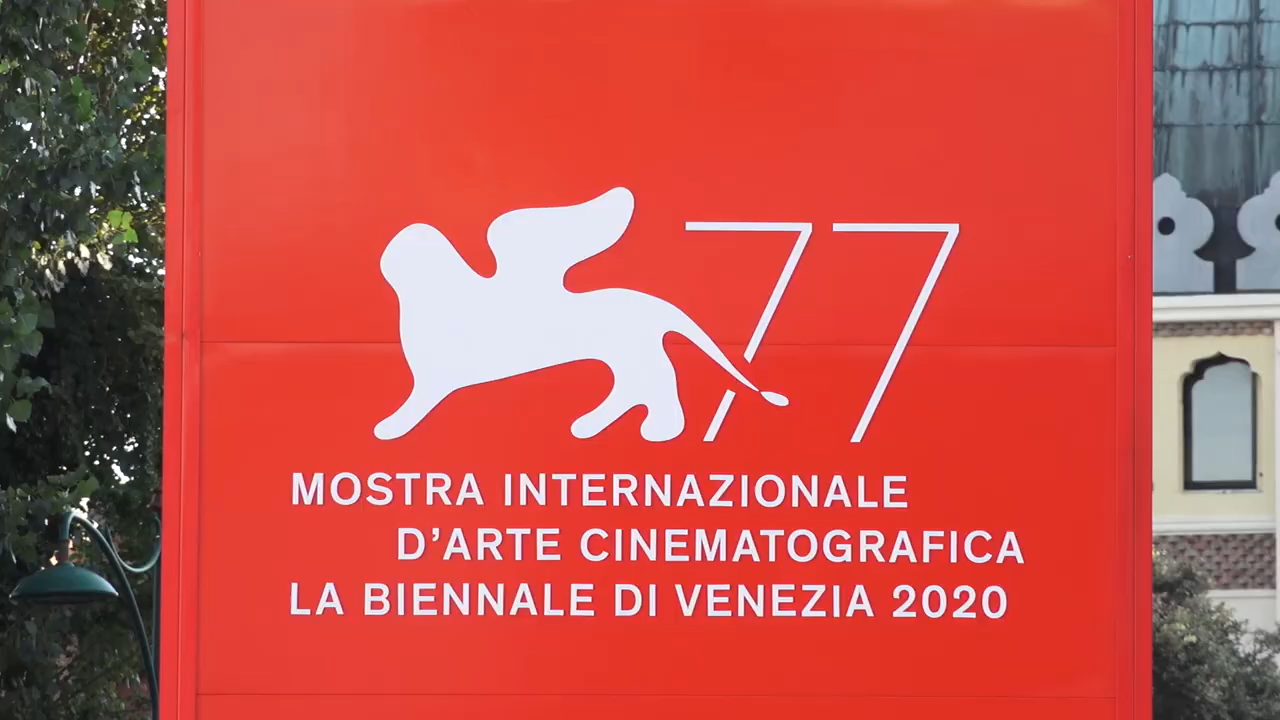 77
MOSTRA INTERNAZIONALE
D’ARTE CINEMATOGRAFICA
LA BIENNALE DI VENEZIA 2020